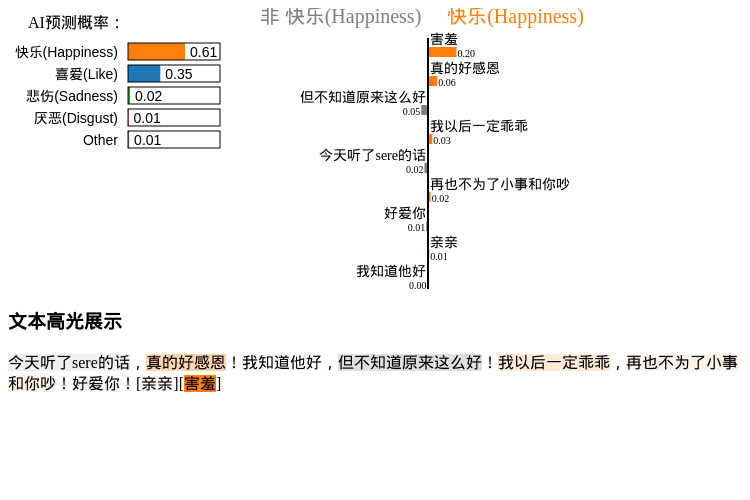 AI预测概率：
快乐(Happiness) 0.61
喜爱(Like) 0.35
悲伤(Sadness) 0.02
厌恶(Disgust) 0.01
Other 0.01
非 快乐(Happiness) 快乐(Happiness)
害羞
0.20
真的好感恩
0.06
但不知道原来这么好
0.05
我以后一定乖乖
0.03
今天听了sere的话
0.02
再也不为了小事和你吵
0.02
好爱你
0.01
亲亲
0.01
我知道他好
0.00
文本高光展示
今天听了sere的话，真的好感恩！我知道他好，但不知道原来这么好！我以后一定乖乖，再也不为了小事
和你吵！好爱你！[亲亲][害羞]